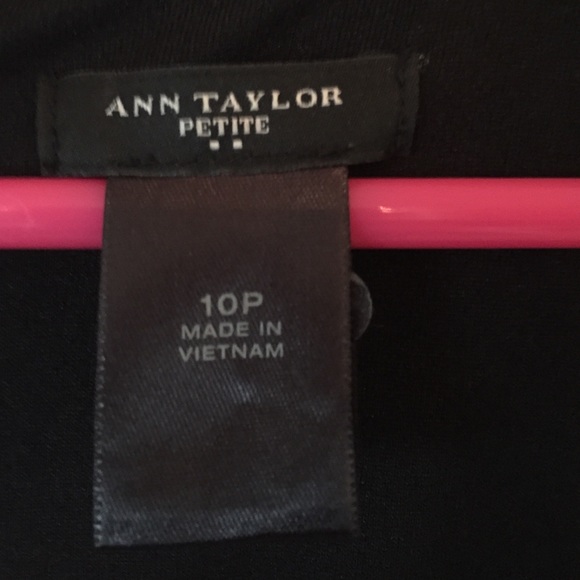 ANN TAYLOR
PETITE
10P
MADE IN
VIETNAM